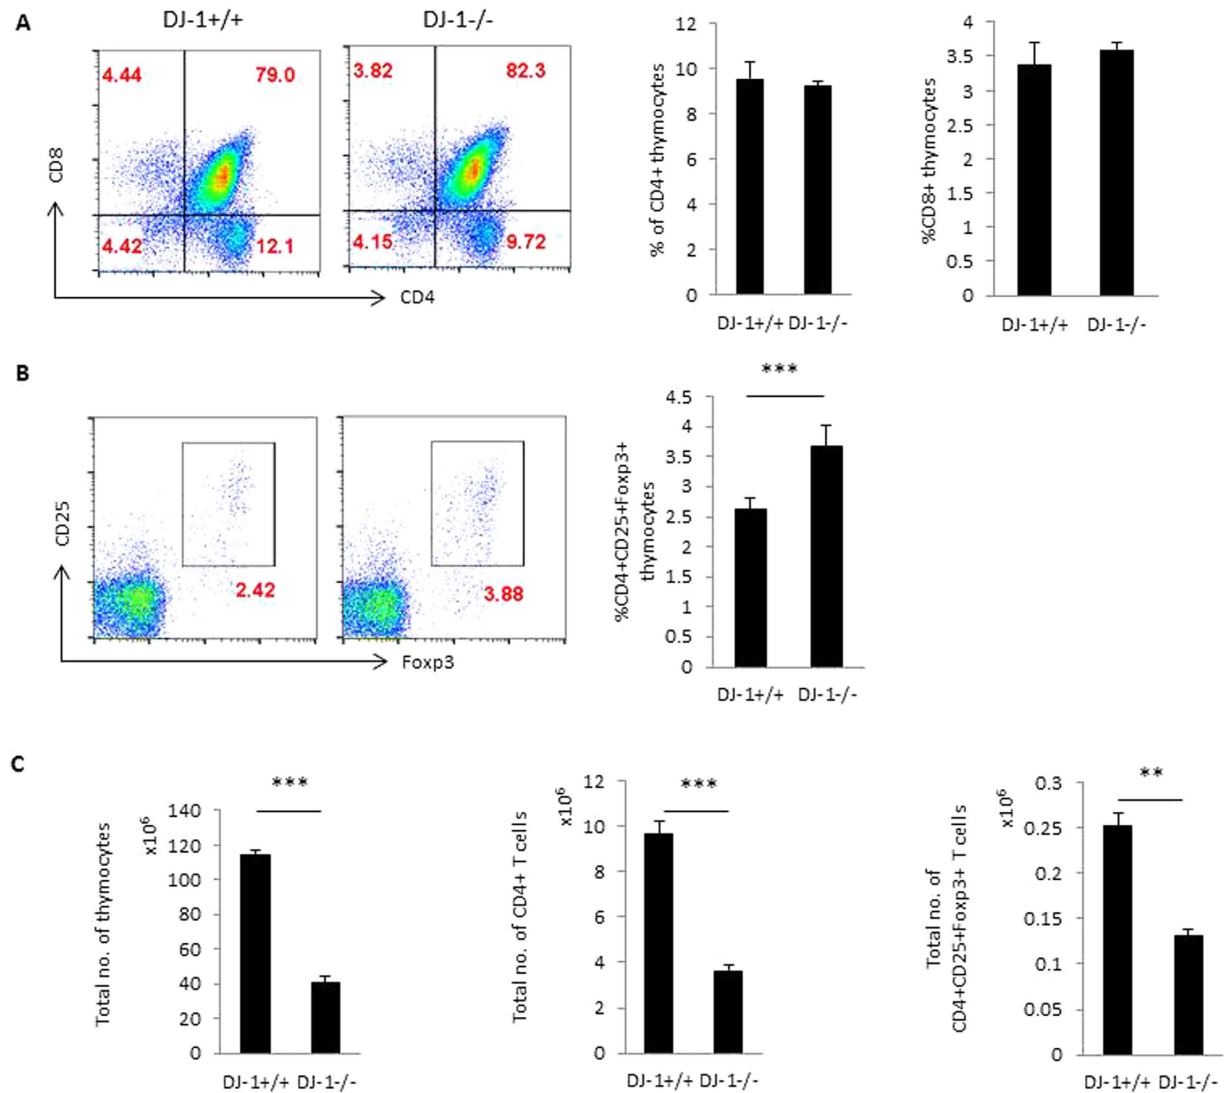 A
DJ-1+/+
DJ-1-/-
4.44
79.0
4.42
12.1
3.82
82.3
4.15
9.72
CD8
CD4
% of CD4+ thymocytes
12
10
8
6
4
2
0
DJ-1+/+ DJ-1-/-
%CD8+ thymocytes
4
3.5
3
2.5
2
1.5
1
0.5
0
DJ-1+/+ DJ-1-/-
B
CD25
Foxp3
2.42
3.88
%CD4+CD25+Foxp3+
thymocytes
***
4.5
4
3.5
3
2.5
2
1.5
1
0.5
0
DJ-1+/+ DJ-1-/-
C
Total no. of thymocytes
x10⁶
***
140
120
100
80
60
40
20
0
DJ-1+/+ DJ-1-/-
Total no. of CD4+ T cells
x10⁶
***
12
10
8
6
4
2
0
DJ-1+/+ DJ-1-/-
Total no. of
CD4+CD25+Foxp3+ T cells
x10⁶
**
0.3
0.25
0.2
0.15
0.1
0.05
0
DJ-1+/+ DJ-1-/-